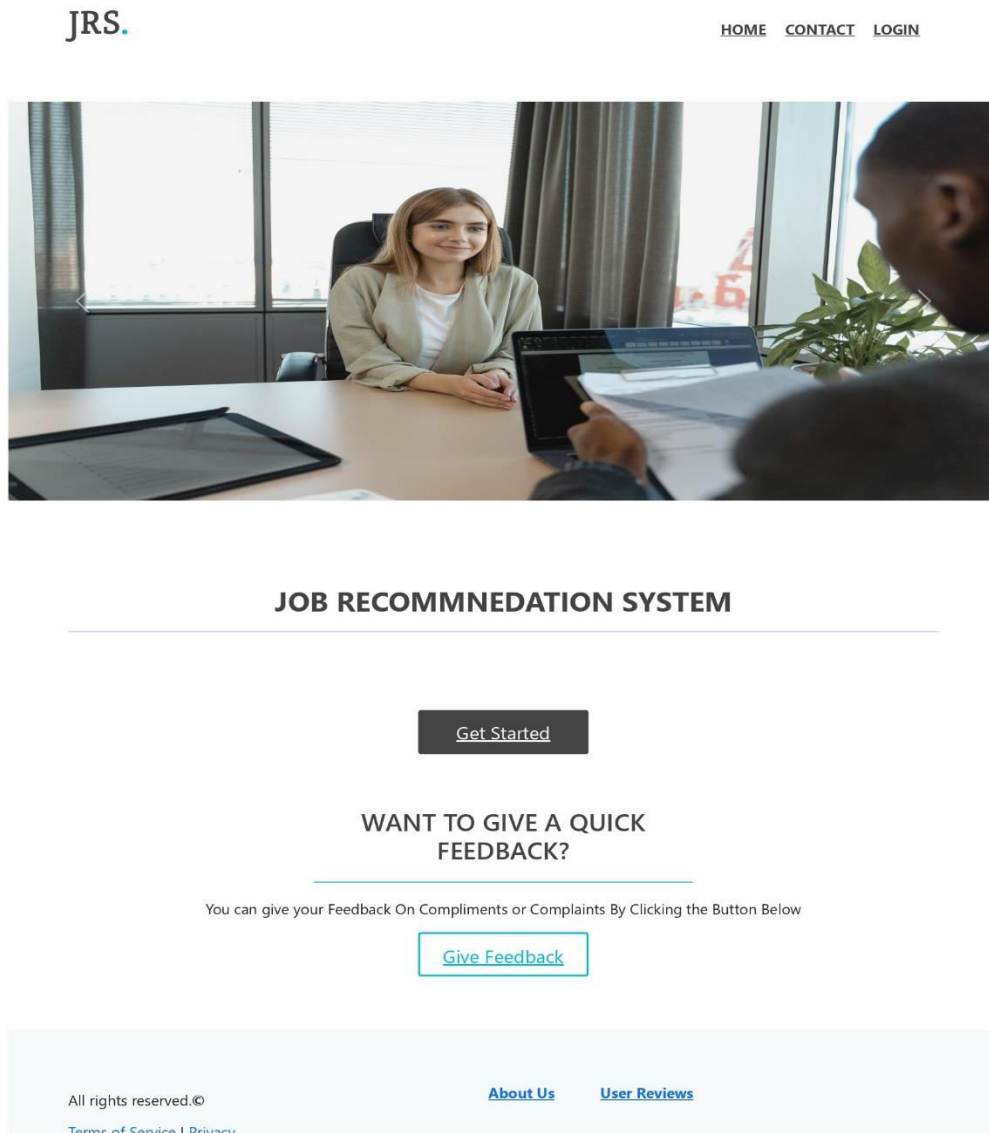 JRS.
HOME CONTACT LOGIN
JOB RECOMMNEDATION SYSTEM
Get Started
WANT TO GIVE A QUICK
FEEDBACK?
You can give your Feedback On Compliments or Complaints By Clicking the Button Below
Give Feedback
About Us User Reviews
All rights reserved.©
Terms of Service | Privacy